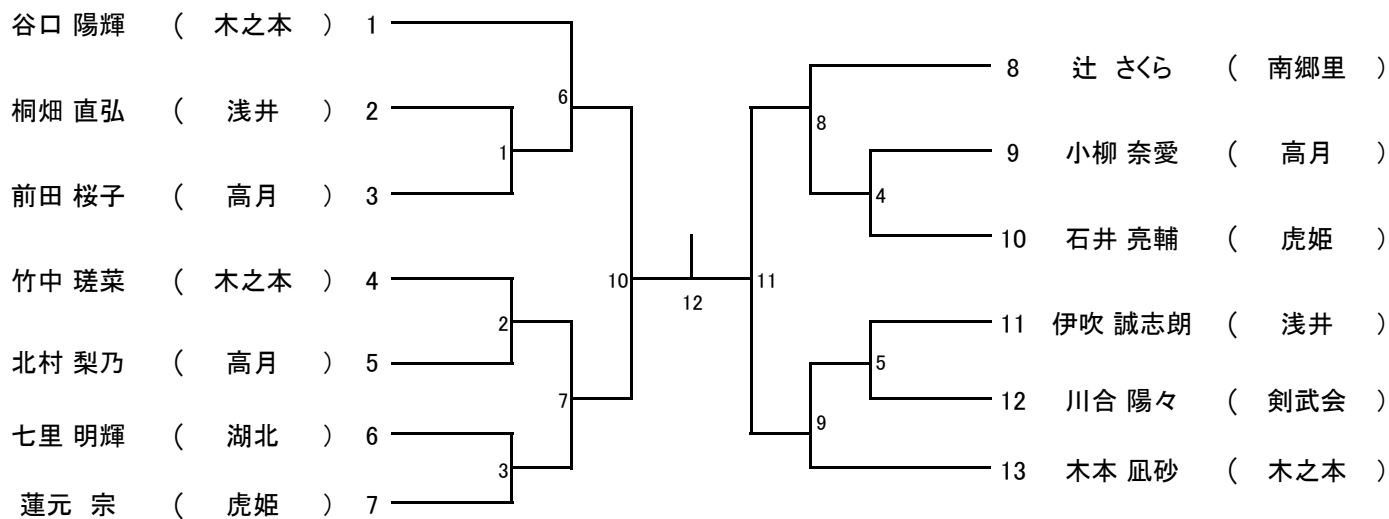 谷口 陽輝 ( 木之本 ) 1
桐畑 直弘 ( 浅井 ) 2
前田 桜子 ( 高月 ) 3
竹中 瑳菜 ( 木之本 ) 4
北村 梨乃 ( 高月 ) 5
七里 明輝 ( 湖北 ) 6
蓮元 宗 ( 虎姫 ) 7
6
1
10
2
7
3
12
8
4
11
5
9
8 辻 さくら ( 南郷里 )
9 小柳 奈愛 ( 高月 )
10 石井 亮輔 ( 虎姫 )
11 伊吹 誠志朗 ( 浅井 )
12 川合 陽々 ( 剣武会 )
13 木本 凪砂 ( 木之本 )